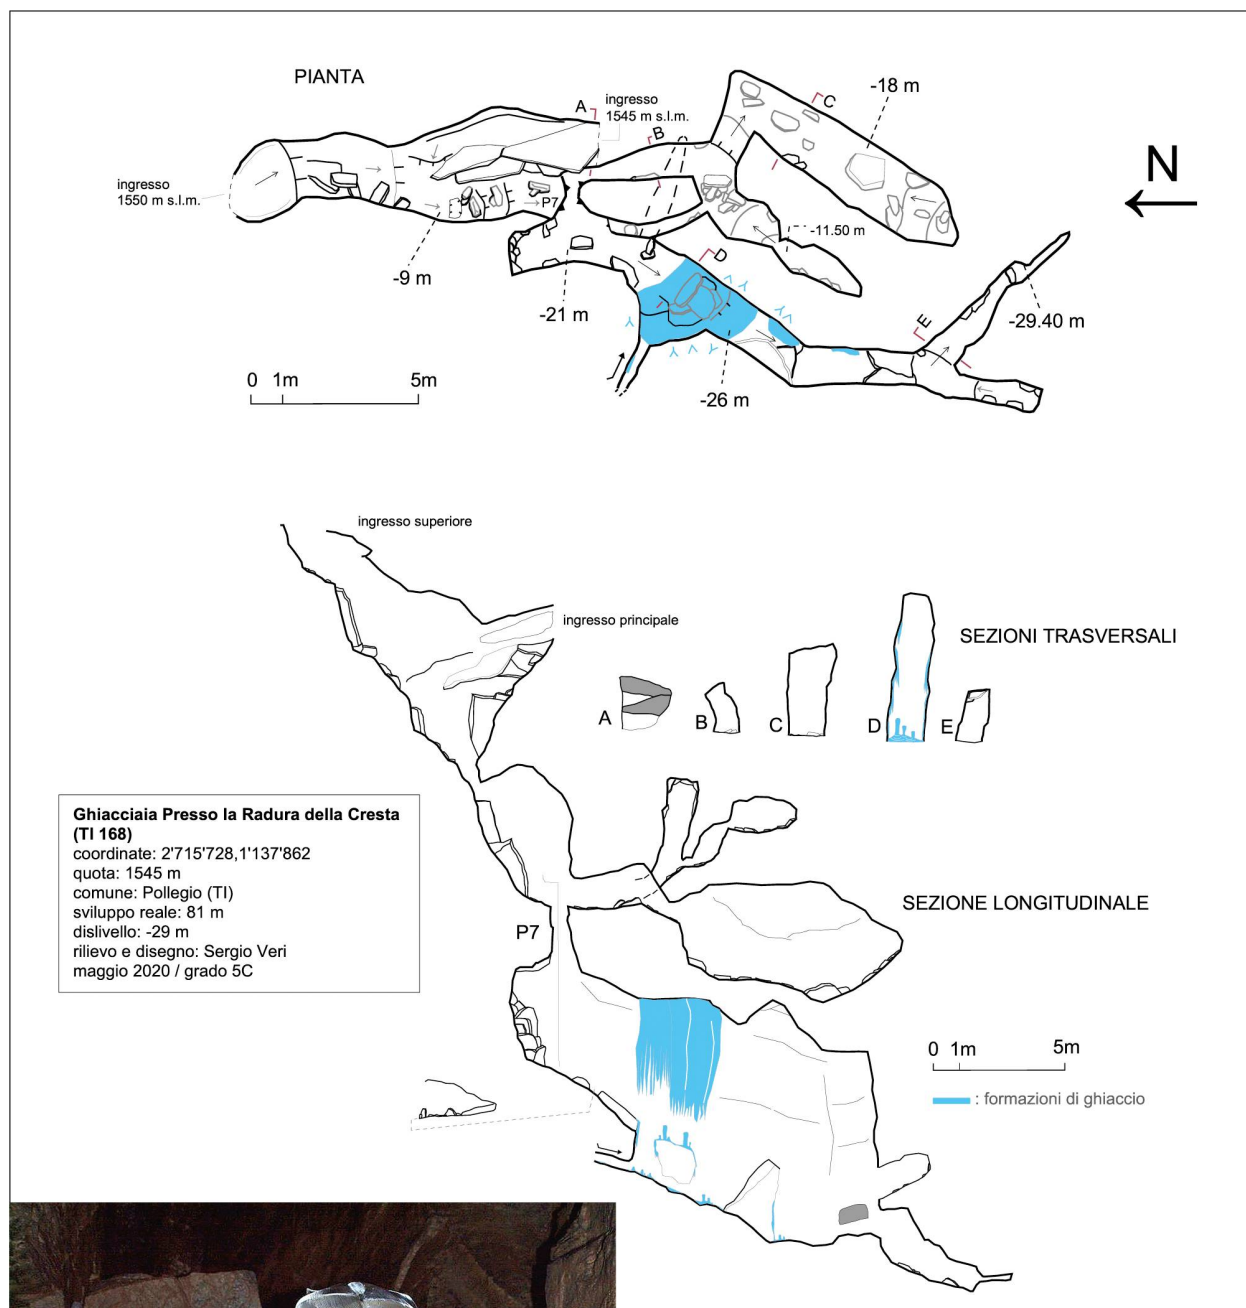 PIANTA
ingresso
1545 m s.l.m.
A
B
C
-18 m
N
ingresso
1550 m s.l.m.
P7
-11.50 m
D
-9 m
-21 m
-29.40 m
E
-26 m
0 1m 5m
ingresso superiore
ingresso principale
SEZIONI TRASVERSALI
A
B
C
D
E
Ghiacciaia Presso la Radura della Cresta
(TI 168)
coordinate: 2'715'728,1'137'862
quota: 1545 m
comune: Pollegio (TI)
sviluppo reale: 81 m
dislivello: -29 m
rilievo e disegno: Sergio Veri
maggio 2020 / grado 5C
SEZIONE LONGITUDINALE
P7
0 1m 5m
: formazioni di ghiaccio